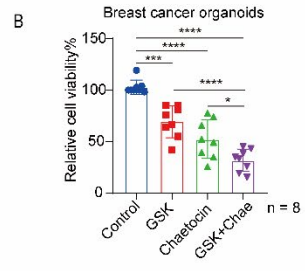 B
Breast cancer organoids
Relative cell viability%
150
100
50
0
****
****
***
****
*
Control
GSK
Chaetocin
GSK+Chae
n = 8